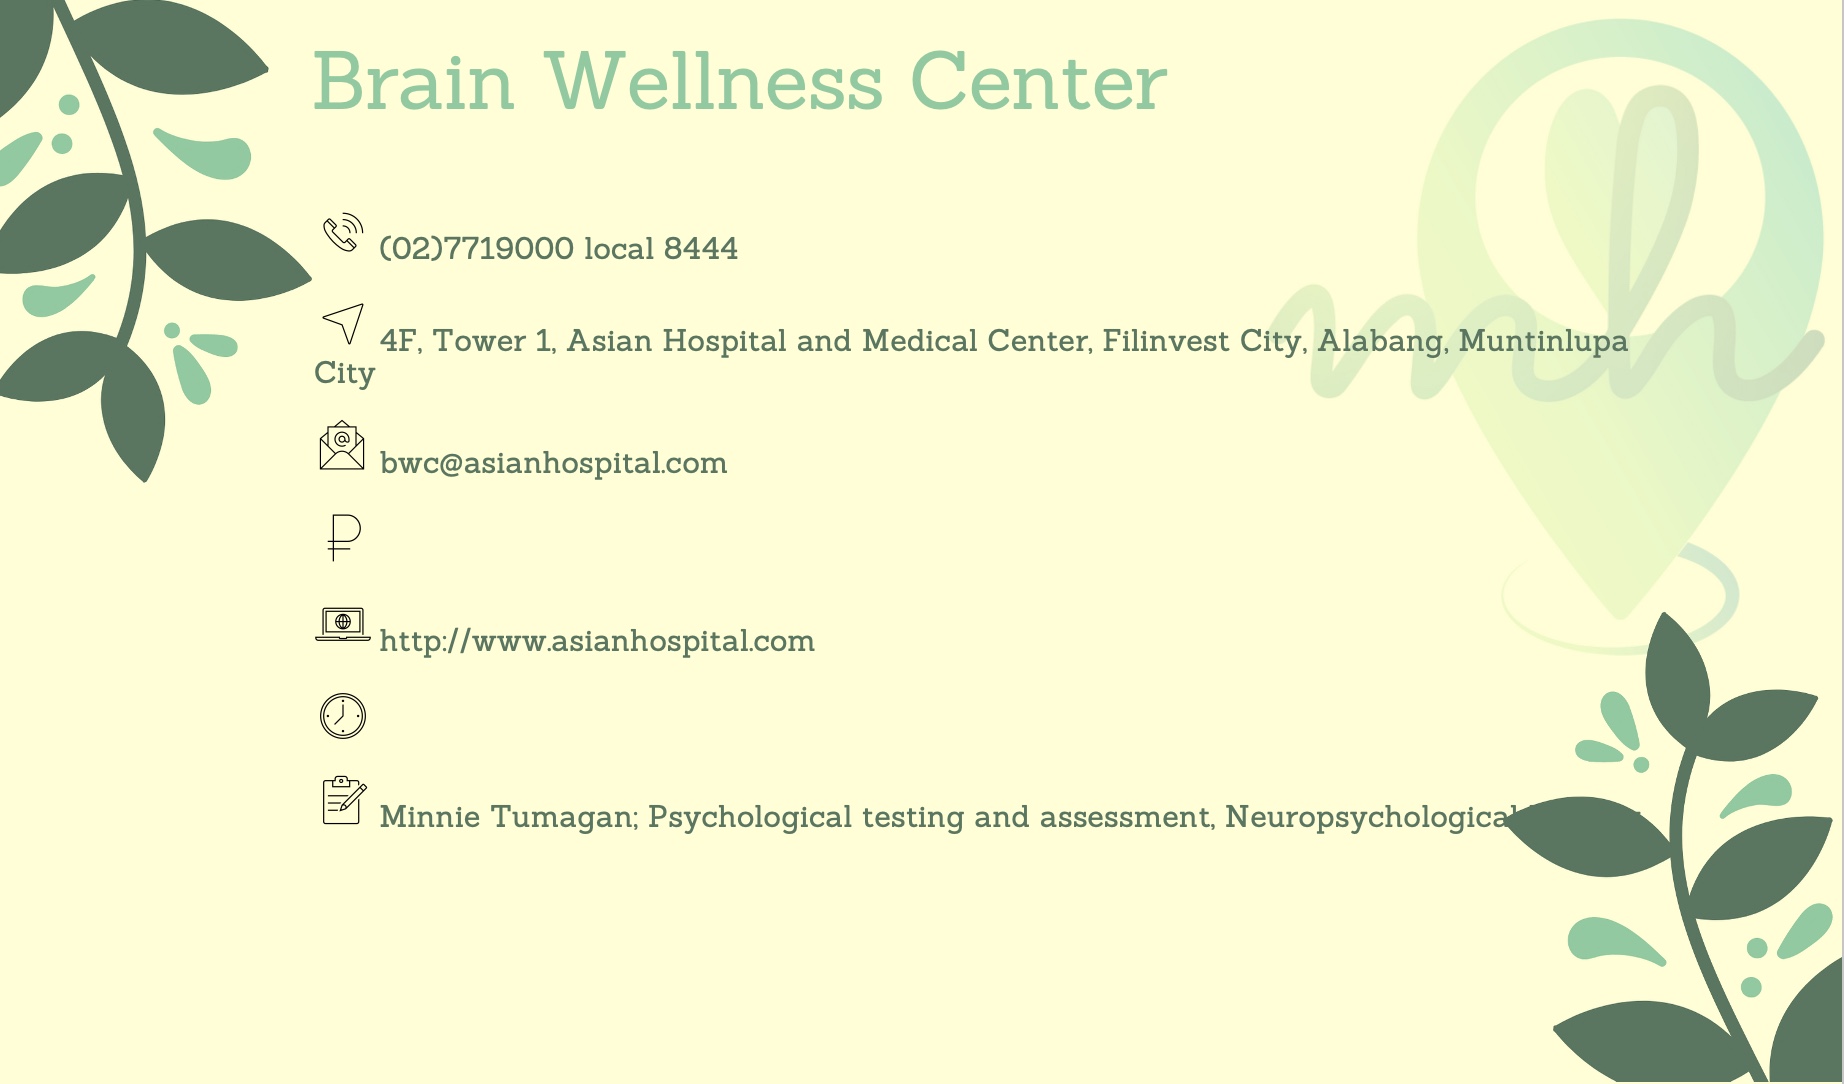 Brain Wellness Center
(02)7719000 local 8444
4F, Tower 1, Asian Hospital and Medical Center, Filinvest City, Alabang, Muntinlupa
City
bwc@asianhospital.com
http://www.asianhospital.com
Minnie Tumagan; Psychological testing and assessment, Neuropsychological
mh